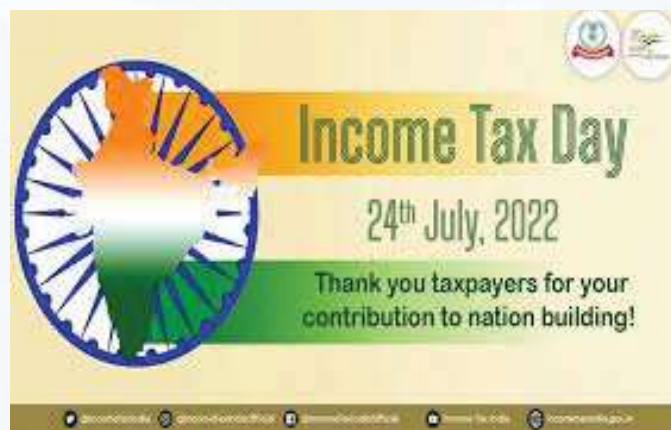 Income Tax Day
24th July, 2022
Thank you taxpayers for your
contribution to nation building!